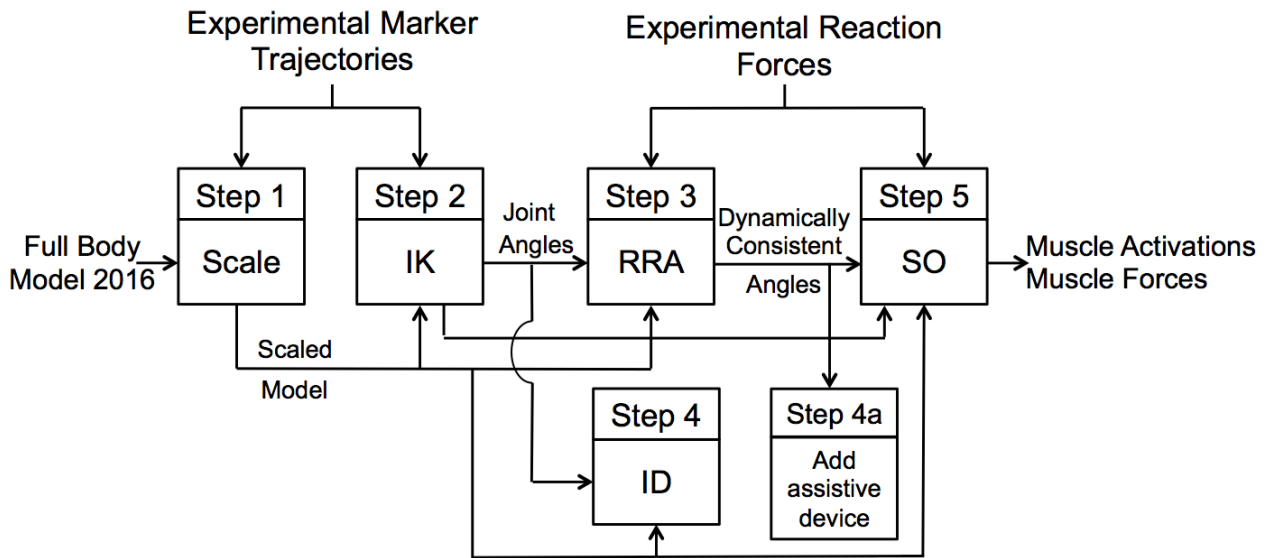 Experimental Marker
Trajectories
Experimental Reaction
Forces
Step 1
Scale
Step 2
IK
Step 3
RRA
Step 5
SO
Full Body
Model 2016
Joint
Angles
Dynamically
Consistent
Angles
Muscle Activations
Muscle Forces
Scaled
Model
Step 4
ID
Step 4a
Add
assistive
device